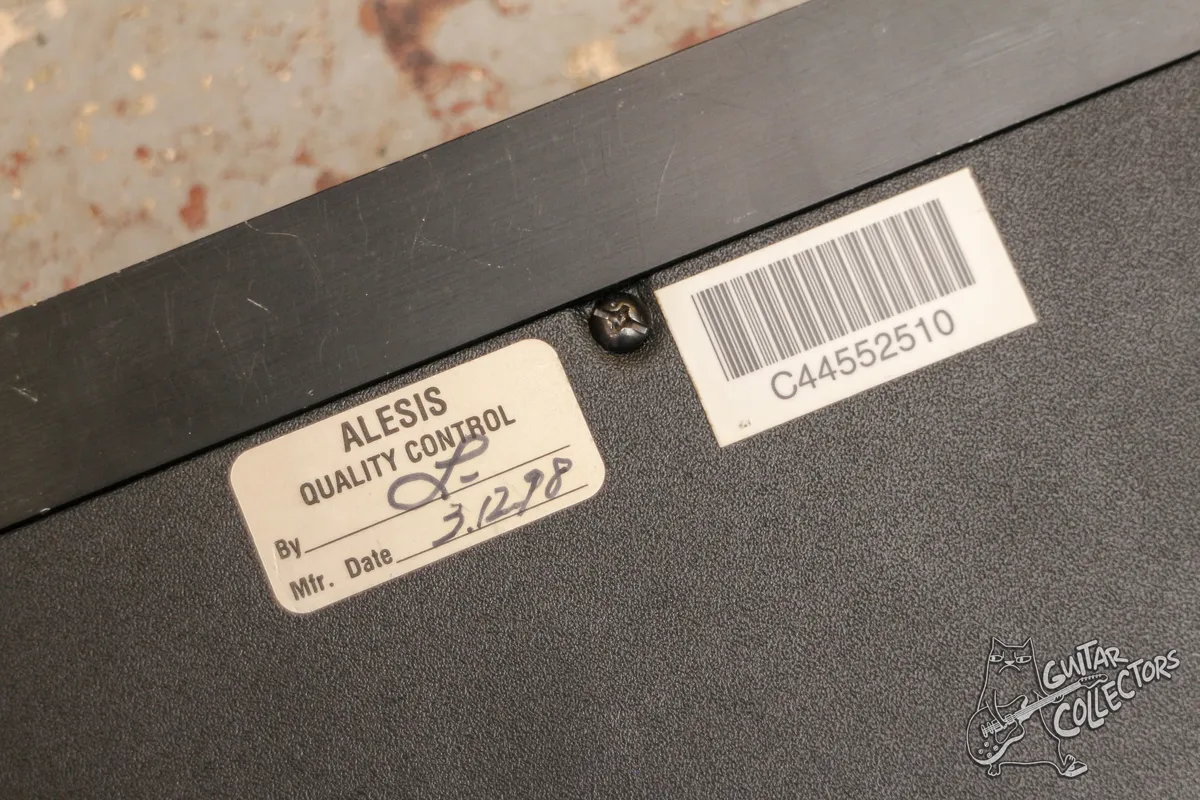 ALESIS
QUALITY CONTROL
By
Mfr. Date 3.12.98
C44552510
GUITAR
COLLECTORS